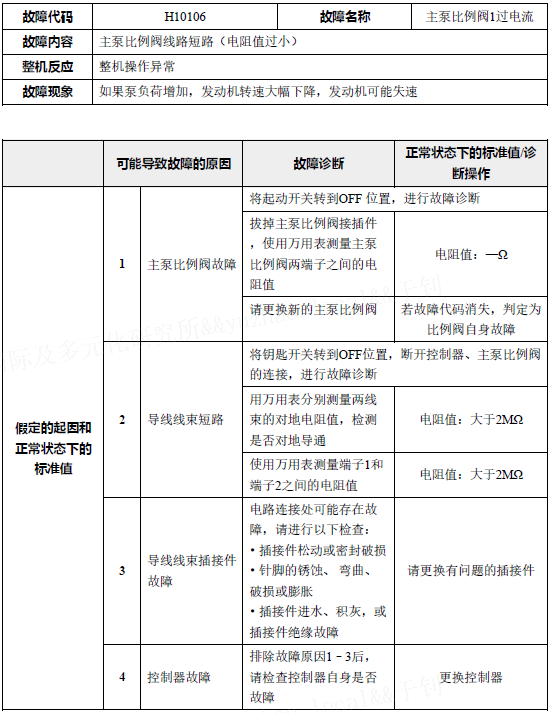 故障代码 H10106 故障名称 主泵比例阀1过电流
故障内容 主泵比例阀线路短路（电阻值过小）
整机反应 整机操作异常
故障现象 如果泵负荷增加，发动机转速大幅下降，发动机可能失速
可能导致故障的原因 故障诊断 正常状态下的标准值/诊
断操作
假定的起因和
正常状态下的
标准值
1 主泵比例阀故障
将起动开关转到OFF 位置，进行故障诊断
拔掉主泵比例阀接插件
，使用万用表测量主泵
比例阀两端子之间的电
阻值
电阻值：—Ω
请更换新的主泵比例阀
若故障代码消失，判定为
比例阀自身故障
2 导线线束短路
将钥匙开关转到OFF位置，断开控制器、主泵比例阀
的连接，进行故障诊断
用万用表分别测量两线
束的对地电阻值，检测
是否对地导通
电阻值：大于2MΩ
使用万用表测量端子1和
端子2之间的电阻值
电阻值：大于2MΩ
3 导线线束插接件
故障
电路连接处可能存在故
障，请进行以下检查：
•插接件松动或密封破损
•针脚的锈蚀、 弯曲、
破损或膨胀
•插接件进水、积灰，或
插接件绝缘故障
请更换有问题的插接件
4 控制器故障
排除故障原因1﹣3后，
请检查控制器自身是否
故障
更换控制器